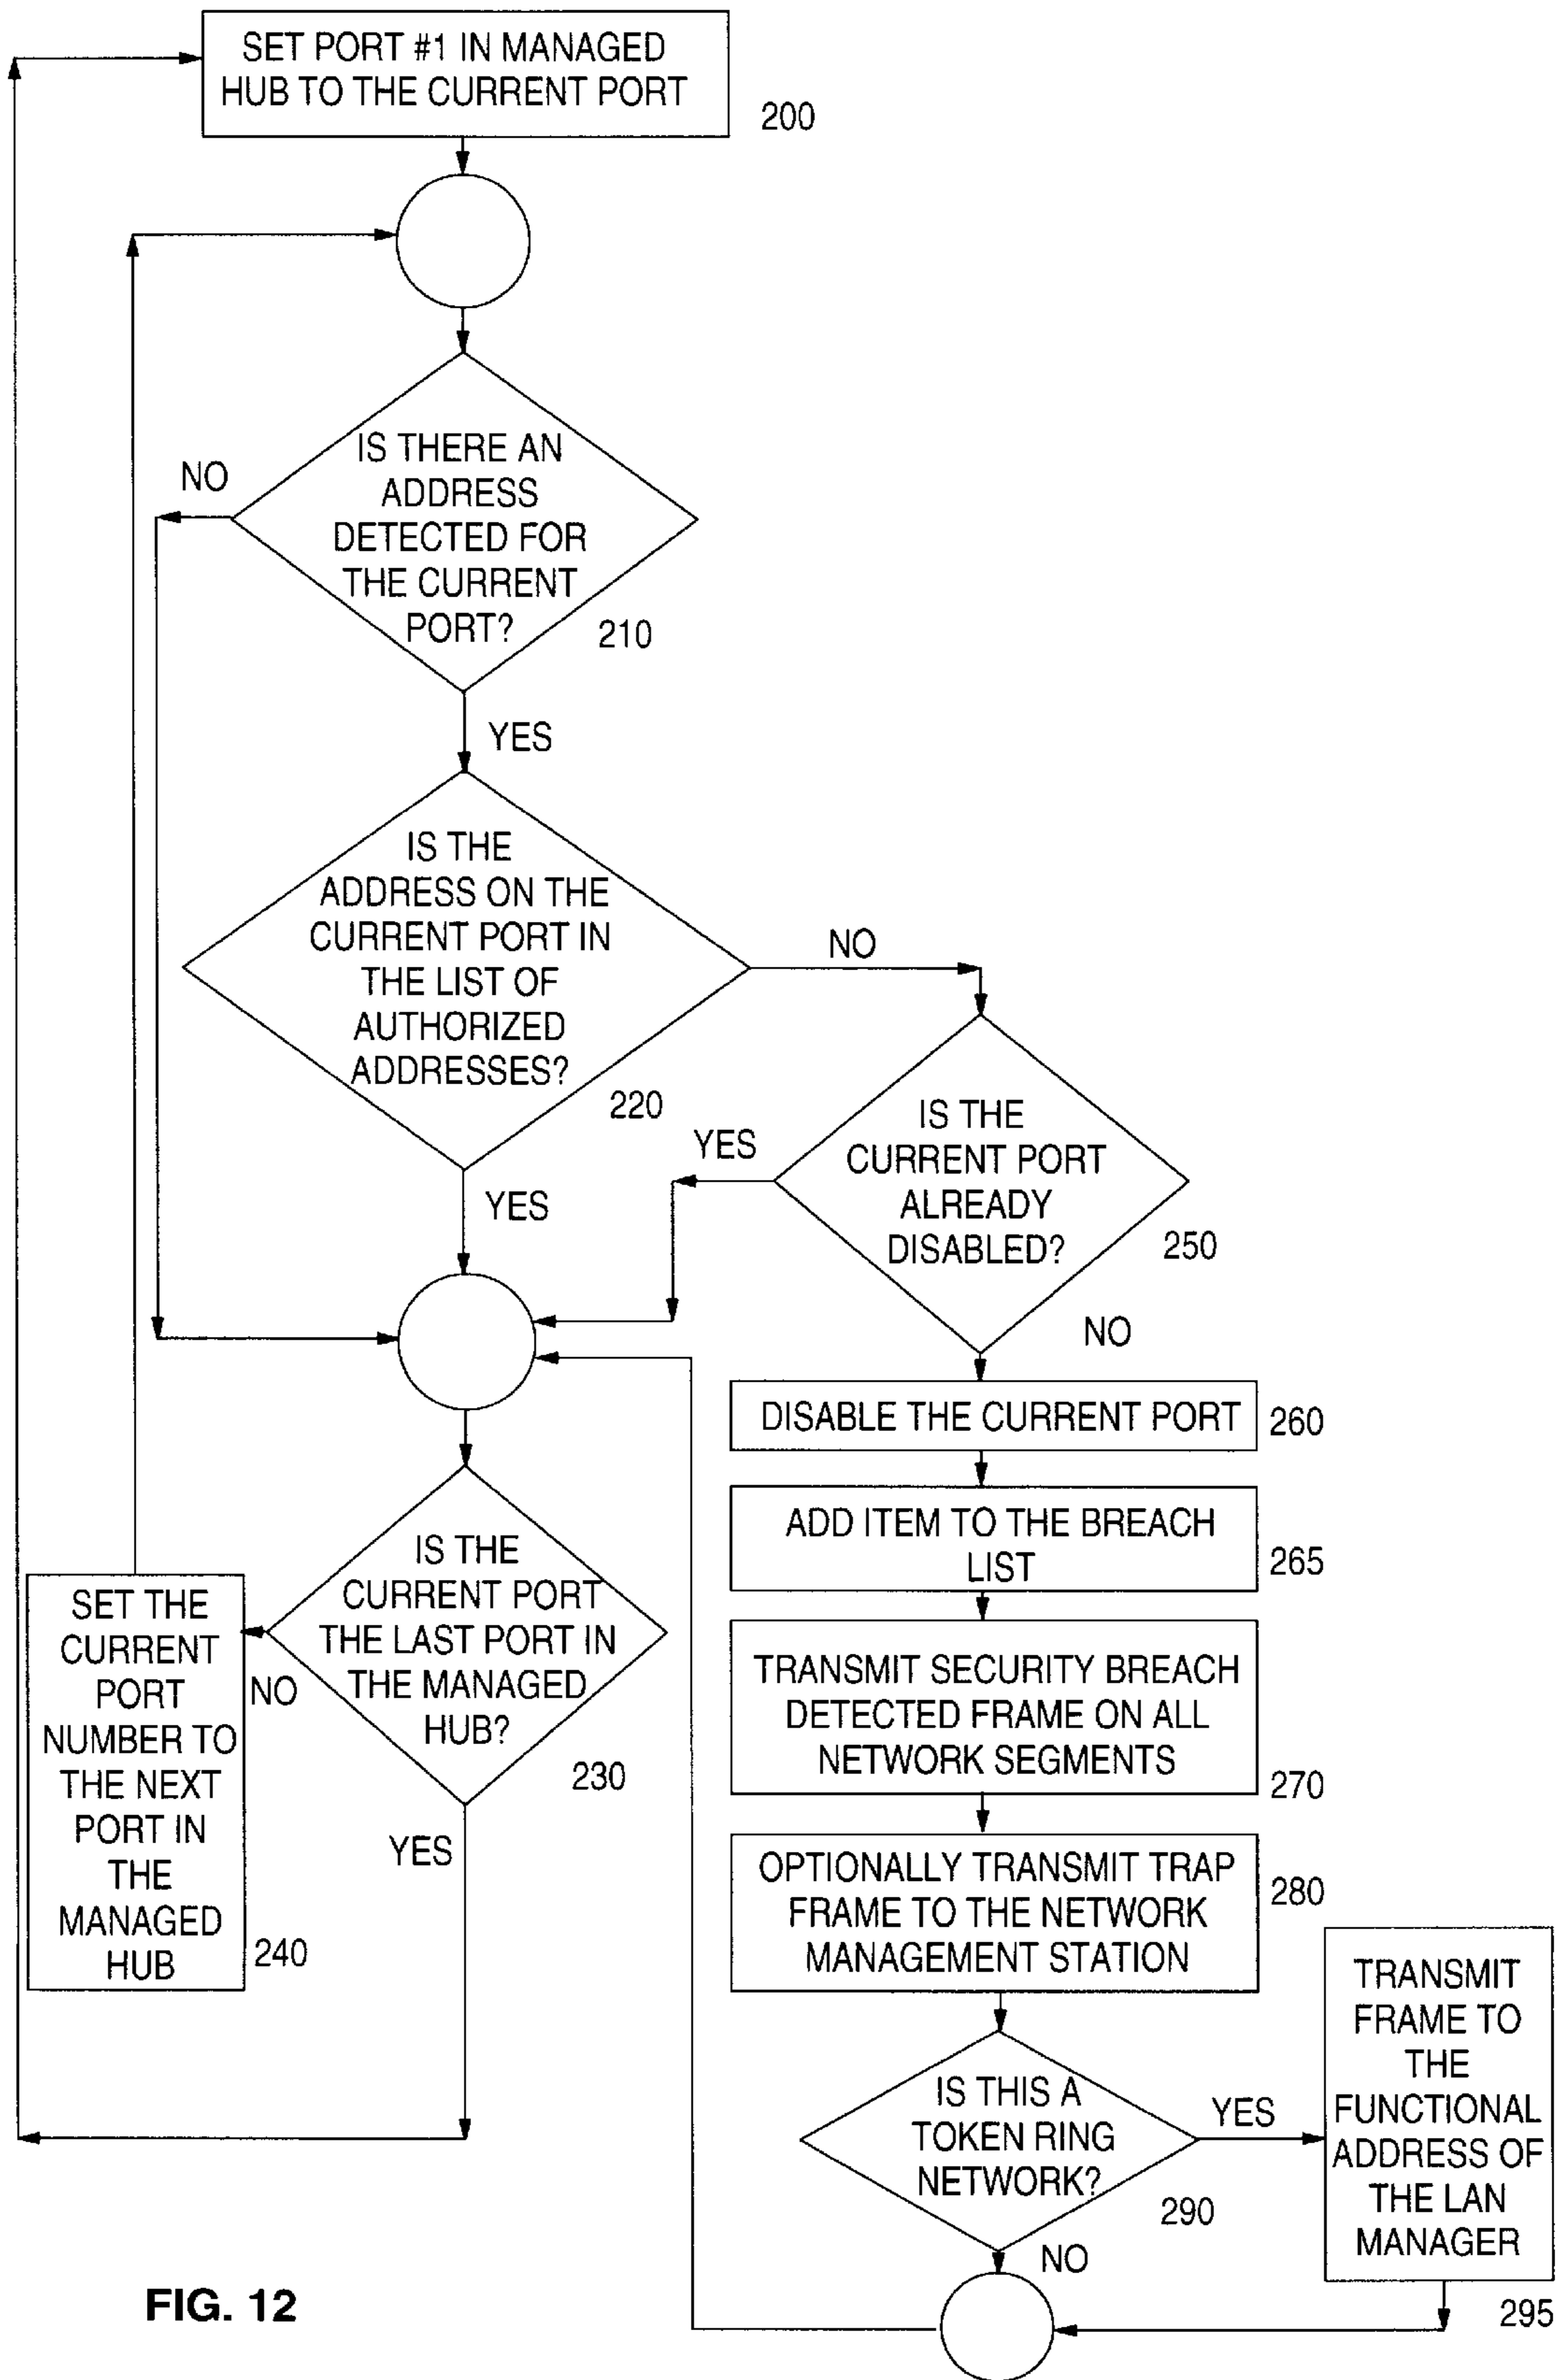 SET PORT #1 IN MANAGED
HUB TO THE CURRENT PORT
200
IS THERE AN
ADDRESS
DETECTED FOR
THE CURRENT
PORT?
210
NO
YES
IS THE
ADDRESS ON THE
CURRENT PORT IN
THE LIST OF
AUTHORIZED
ADDRESSES?
220
NO
YES
IS THE
CURRENT PORT
ALREADY
DISABLED?
250
YES
NO
DISABLE THE CURRENT PORT
260
ADD ITEM TO THE BREACH
LIST
265
TRANSMIT SECURITY BREACH
DETECTED FRAME ON ALL
NETWORK SEGMENTS
270
OPTIONALLY TRANSMIT TRAP
FRAME TO THE NETWORK
MANAGEMENT STATION
280
IS THE
CURRENT PORT
THE LAST PORT IN
THE MANAGED
HUB?
230
NO
YES
SET THE
CURRENT
PORT
NUMBER TO
THE NEXT
PORT IN
THE
MANAGED
HUB
240
IS THIS A
TOKEN RING
NETWORK?
290
YES
NO
TRANSMIT
FRAME TO
THE
FUNCTIONAL
ADDRESS OF
THE LAN
MANAGER
295
FIG. 12